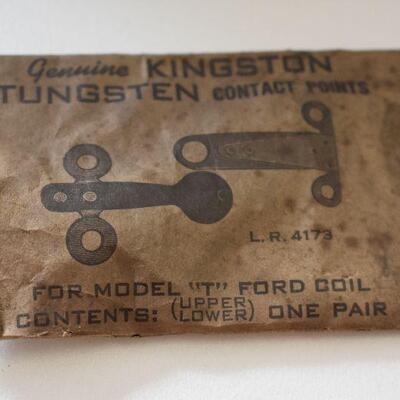 Genuine KINGSTON
TUNGSTEN CONTACT POINTS
L.R. 4173
FOR MODEL "T" FORD COIL
CONTENTS: (UPPER LOWER) ONE PAIR